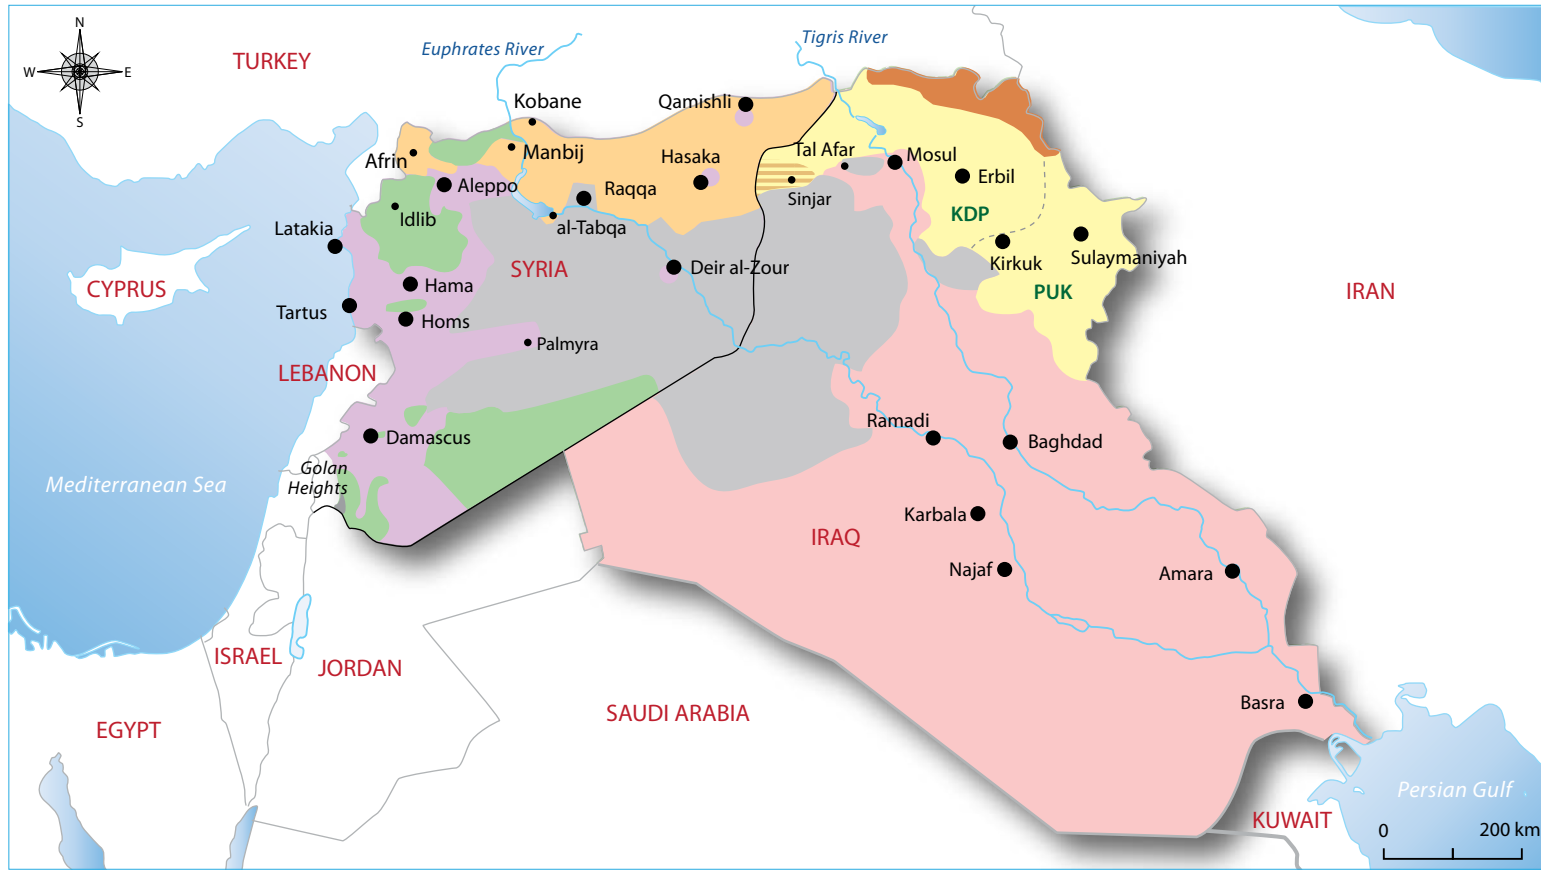 N
W
E
S
TURKEY
Euphrates River
Tigris River
Kobane
Qamishli
Afrin
Manbij
Hasaka
Tal Afar
Mosul
Aleppo
Raqqa
Erbil
Idlib
Sinjar
KDP
Latakia
al-Tabqa
SYRIA
Deir al-Zour
Kirkuk
Sulaymaniyah
CYPRUS
Hama
PUK
IRAN
Tartus
Homs
Palmyra
LEBANON
Ramadi
Damascus
Baghdad
Golan
Heights
Mediterranean Sea
Karbala
IRAQ
Najaf
Amara
ISRAEL
JORDAN
Basra
SAUDI ARABIA
EGYPT
Persian Gulf
KUWAIT
0
200 km